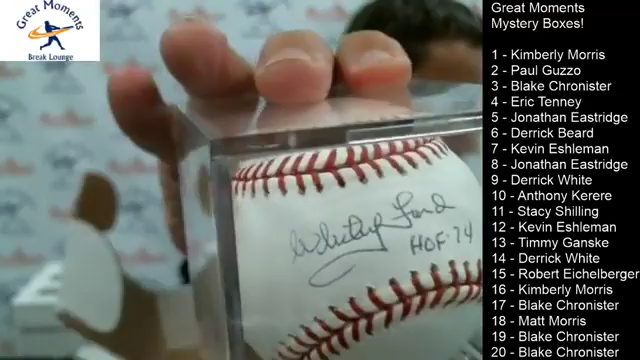 Great Moments
Break Lounge
Whitey Ford
HOF-74
Great Moments
Mystery Boxes!
1 - Kimberly Morris
2 - Paul Guzzo
3 - Blake Chronister
4 - Eric Tenney
5 - Jonathan Eastridge
6 - Derrick Beard
7 - Kevin Eshleman
8 - Jonathan Eastridge
9 - Derrick White
10 - Anthony Kerere
11 - Stacy Shilling
12 - Kevin Eshleman
13 - Timmy Ganske
14 - Derrick White
15 - Robert Eichelberger
16 - Kimberly Morris
17 - Blake Chronister
18 - Matt Morris
19 - Blake Chronister
20 - Blake Chronister